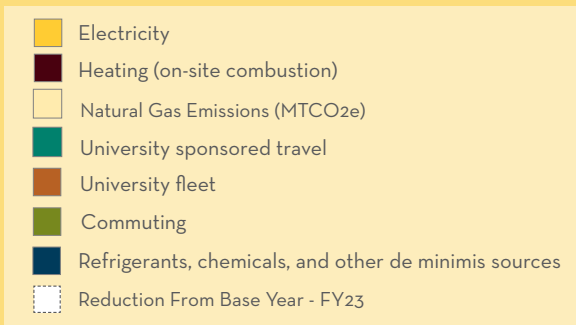 Electricity
Heating (on-site combustion)
Natural Gas Emissions (MTCO2e)
University sponsored travel
University fleet
Commuting
Refrigerants, chemicals, and other de minimis sources
Reduction From Base Year - FY23